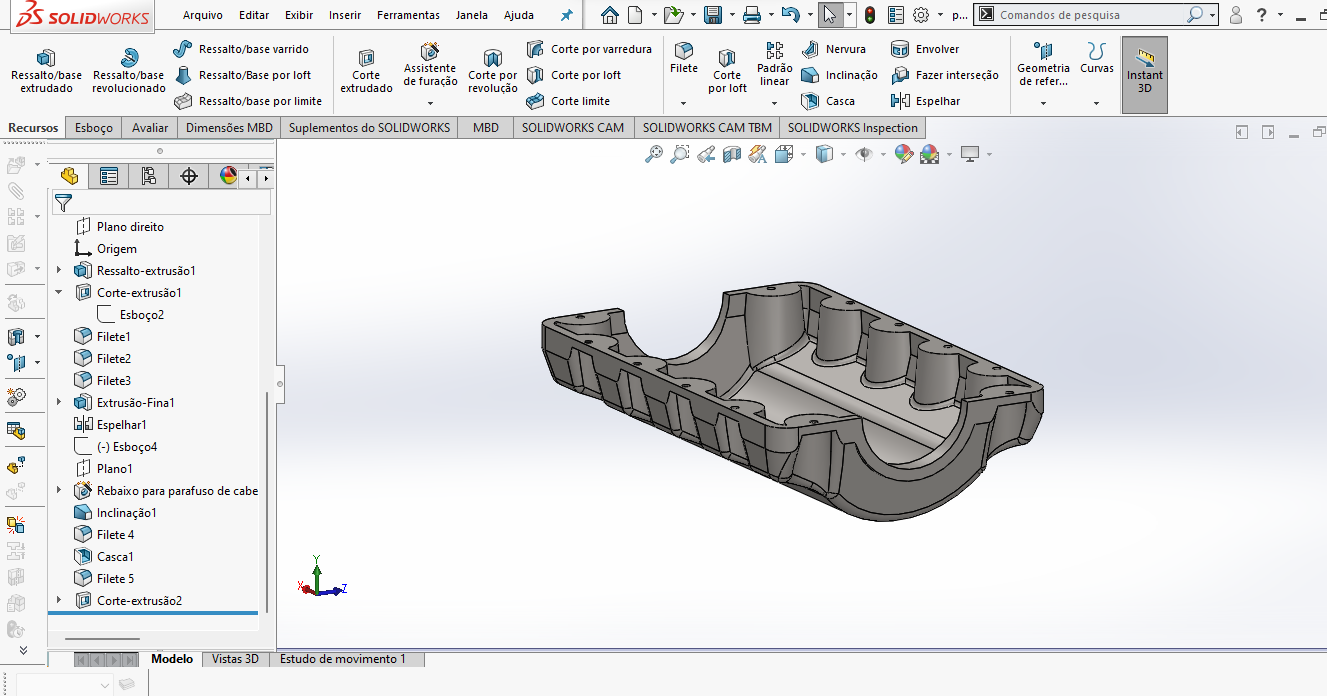 SOLIDWORKS
Arquivo Editar Exibir Inserir Ferramentas Janela Ajuda
p...
Comandos de pesquisa
?
Ressalto/base
extrudado
Ressalto/base
revolucionado
Ressalto/base varrido
Ressalto/Base por loft
Ressalto/base por limite
Corte
extrudado
Assistente
de furação
Corte por
revolução
Corte por varredura
Corte por loft
Corte limite
Filete
Corte
por loft
Padrão
linear
Nervura
Inclinação
Casca
Envolver
Fazer interseção
Espelhar
Geometria
de refer...
Curvas
Instant
3D
Recursos Esboço Avaliar Dimensões MBD Suplementos do SOLIDWORKS MBD SOLIDWORKS CAM SOLIDWORKS CAM TBM SOLIDWORKS Inspection
Plano direito
Origem
Ressalto-extrusão1
Corte-extrusão1
Esboço2
Filete1
Filete2
Filete3
Extrusão-Fina1
Espelhar1
(-) Esboço4
Plano1
Rebaixo para parafuso de cabe
Inclinação1
Filete 4
Casca1
Filete 5
Corte-extrusão2
Y
X
Z
Modelo Vistas 3D Estudo de movimento 1